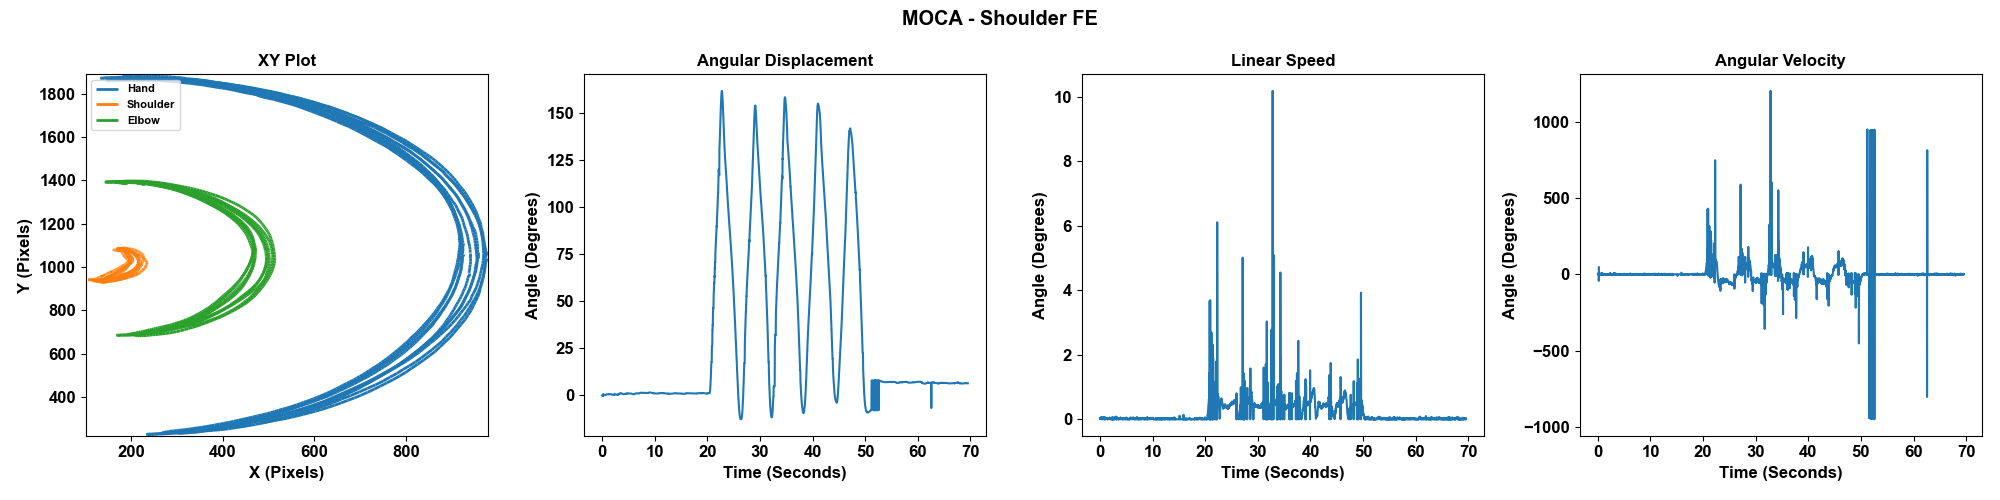 MOCA - Shoulder FE
XY Plot
Hand
Shoulder
Elbow
1800
1600
1400
1200
1000
800
600
400
Y (Pixels)
200 400 600 800
X (Pixels)
Angular Displacement
150
125
100
75
50
25
0
Angle (Degrees)
0 10 20 30 40 50 60 70
Time (Seconds)
Linear Speed
10
8
6
4
2
0
Angle (Degrees)
0 10 20 30 40 50 60 70
Time (Seconds)
Angular Velocity
1000
500
0
−500
−1000
Angle (Degrees)
0 10 20 30 40 50 60 70
Time (Seconds)